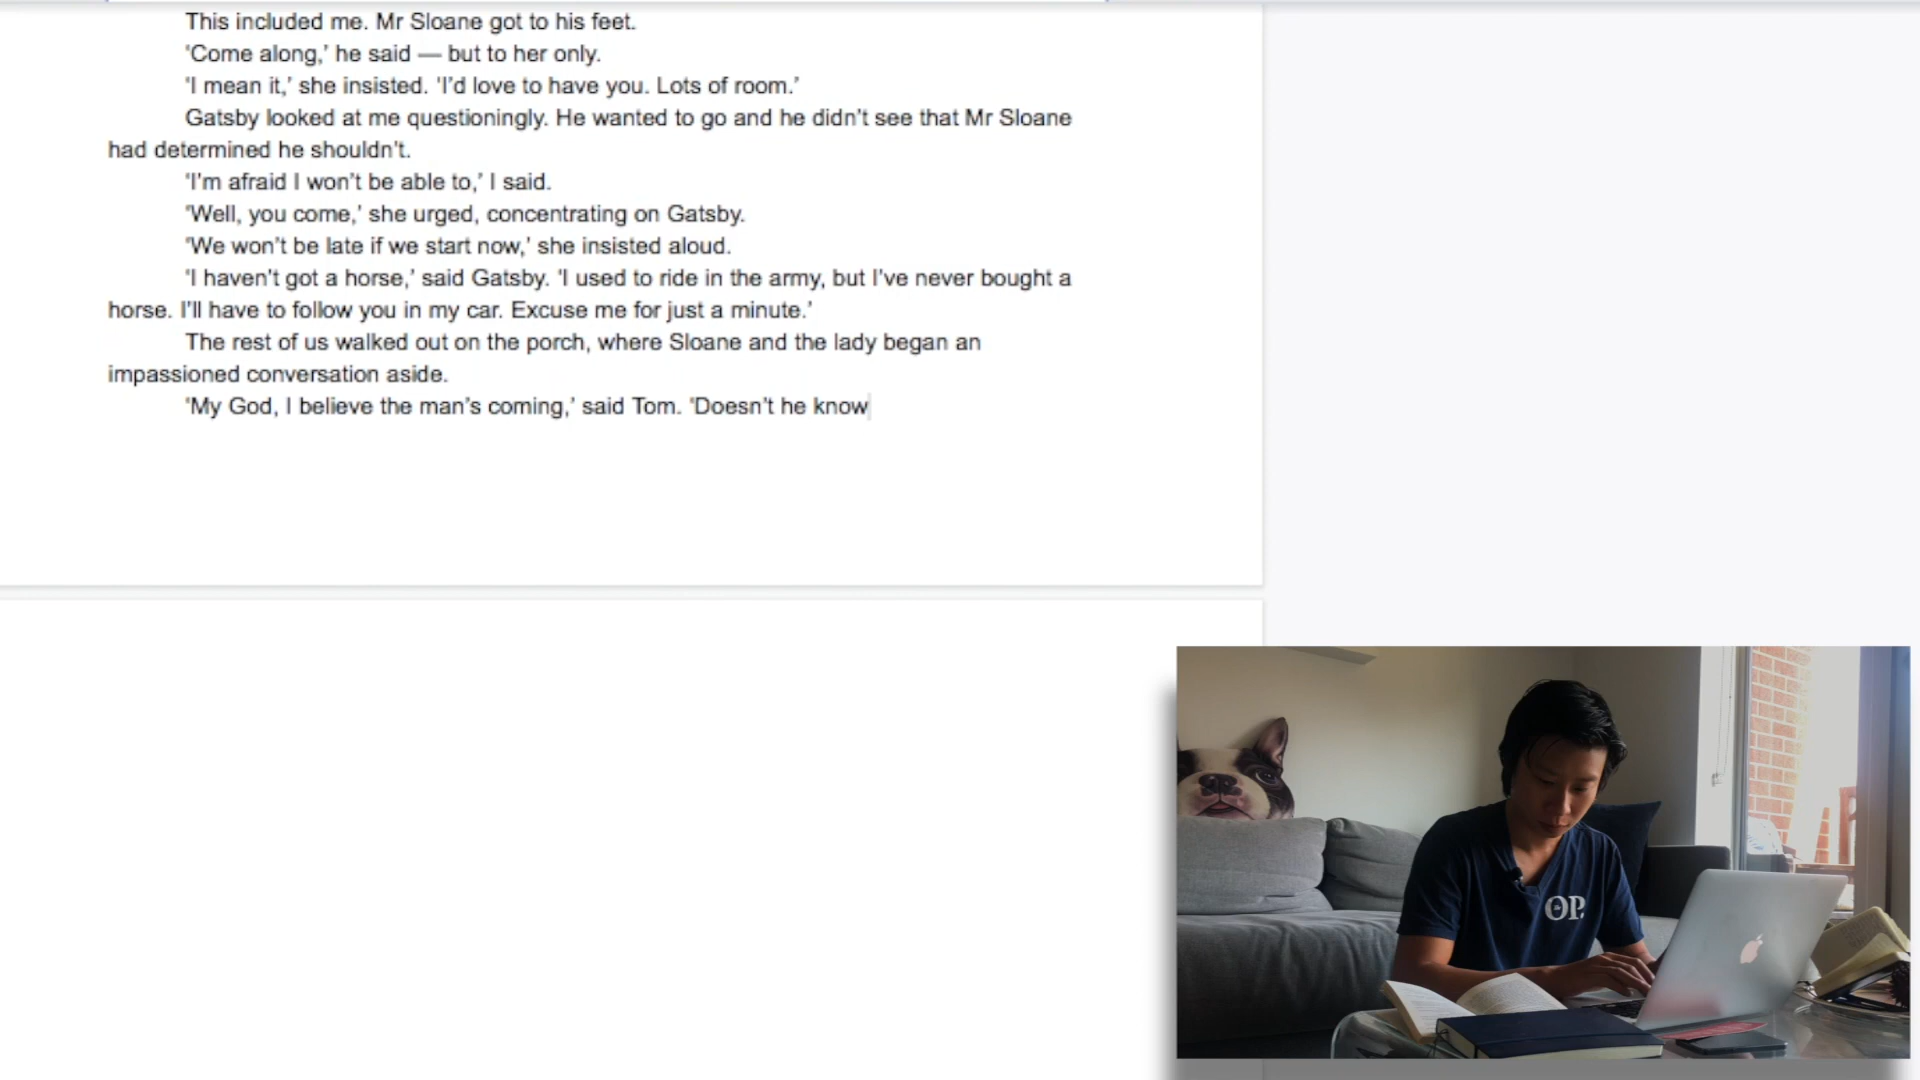 This included me. Mr Sloane got to his feet.
‘Come along,’ he said — but to her only.
‘I mean it,’ she insisted. ‘I’d love to have you. Lots of room.’
Gatsby looked at me questioningly. He wanted to go and he didn’t see that Mr Sloane
had determined he shouldn’t.
‘I’m afraid I won’t be able to,’ I said.
‘Well, you come,’ she urged, concentrating on Gatsby.
‘We won’t be late if we start now,’ she insisted aloud.
‘I haven’t got a horse,’ said Gatsby. ‘I used to ride in the army, but I’ve never bought a
horse. I’ll have to follow you in my car. Excuse me for just a minute.’
The rest of us walked out on the porch, where Sloane and the lady began an
impassioned conversation aside.
‘My God, I believe the man’s coming,’ said Tom. ‘Doesn’t he know
OP.